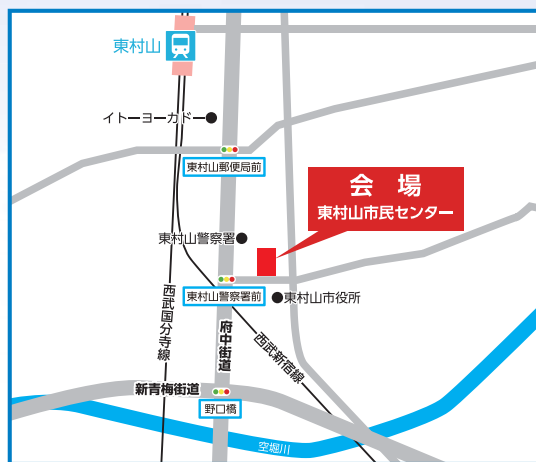 東村山
イトーヨーカドー
東村山郵便局前
会場
東村山市民センター
東村山警察署
東村山警察署前
東村山市役所
西武国分寺線
府中街道
西武新宿線
新青梅街道
野口橋
空堀川